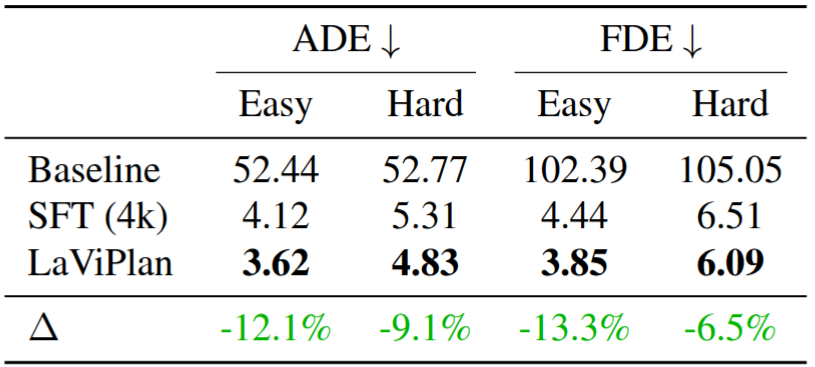 ADE ↓ FDE ↓
Easy Hard Easy Hard
Baseline 52.44 52.77 102.39 105.05
SFT (4k) 4.12 5.31 4.44 6.51
LaViPlan 3.62 4.83 3.85 6.09
Δ -12.1% -9.1% -13.3% -6.5%